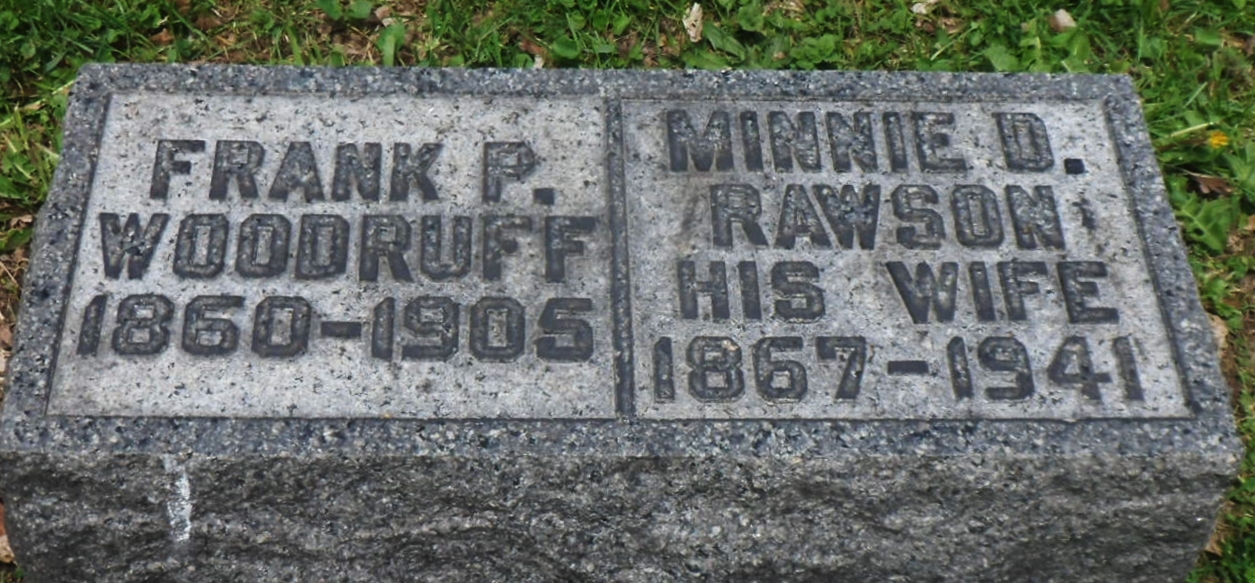 FRANK P.
WOODRUFF
1860-1905
MINNIE D.
RAWSON
HIS WIFE
1867-1941